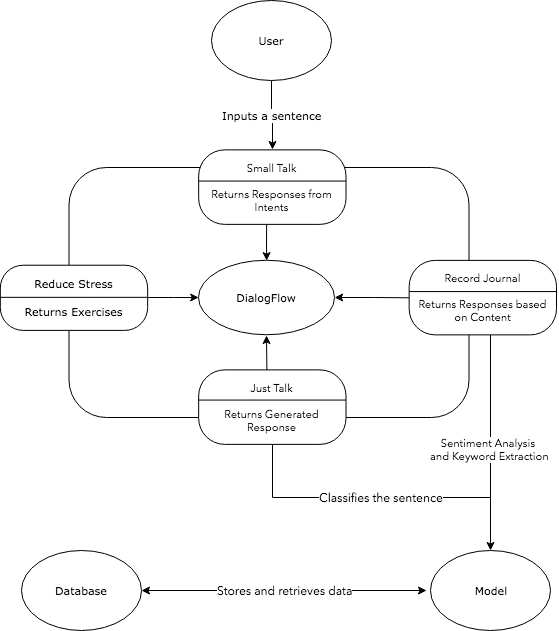 User
Inputs a sentence
Small Talk
Returns Responses from
Intents
Reduce Stress
Returns Exercises
DialogFlow
Record Journal
Returns Responses based
on Content
Just Talk
Returns Generated
Response
Sentiment Analysis
and Keyword Extraction
Classifies the sentence
Database
Stores and retrieves data
Model